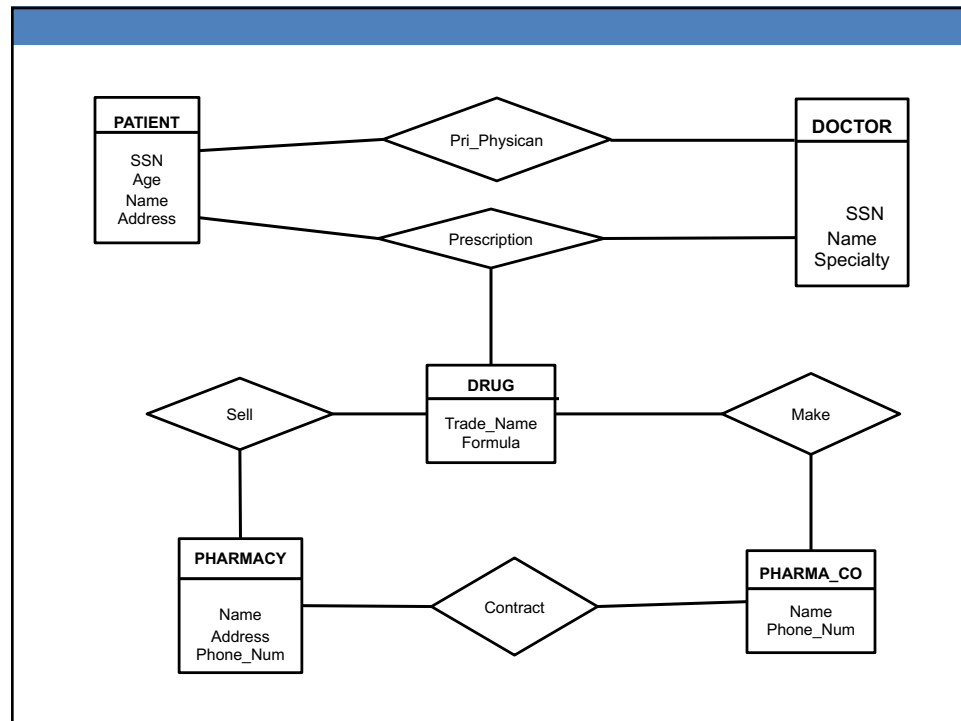 PATIENT
SSN
Age
Name
Address
Pri_Physican
DOCTOR
SSN
Name
Specialty
Prescription
DRUG
Trade_Name
Formula
Sell
Make
PHARMACY
Name
Address
Phone_Num
Contract
PHARMA_CO
Name
Phone_Num